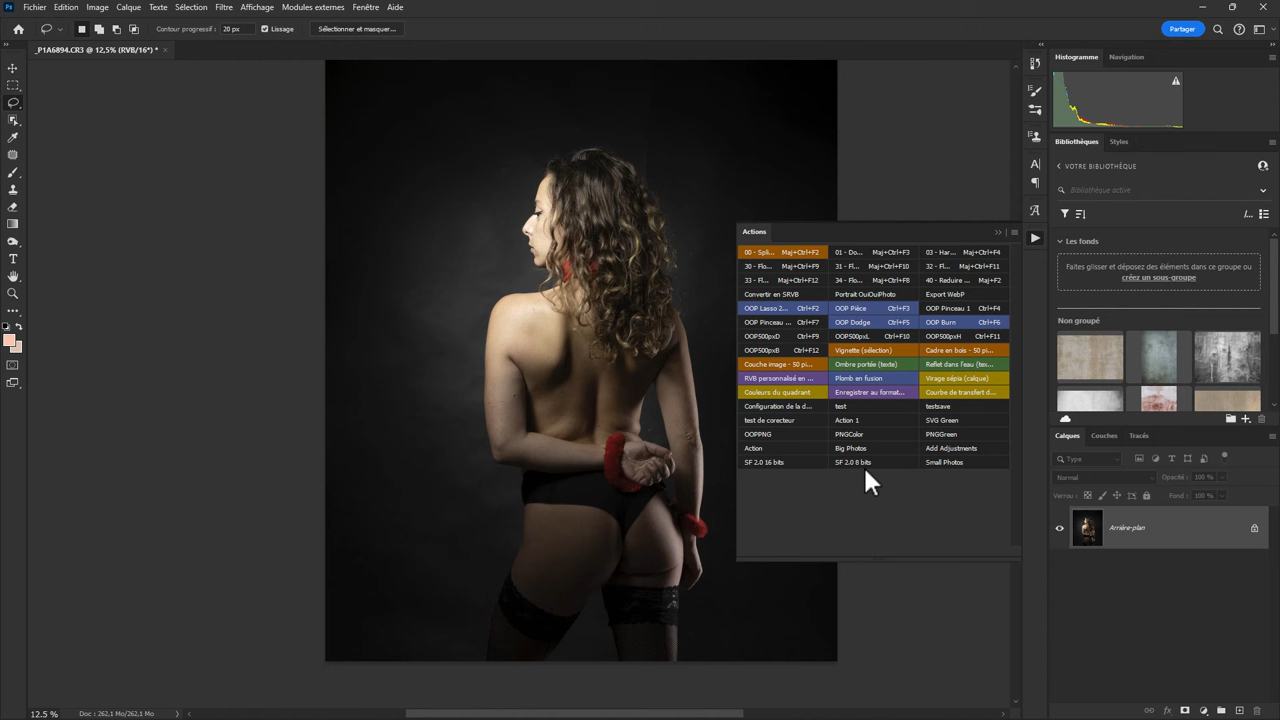 Fichier Edition Image Calque Texte Sélection Filtre Affichage Modules externes Fenêtre Aide
Contour progressif : 20 px Lissage Sélectionner et masquer... Partager
_P1A6894.CR3 @ 12,5% (RVB/16*) *
Histogramme Navigation
Bibliothèques Styles
VOTRE BIBLIOTHÈQUE
Bibliothèque active
Les fonds
Faites glisser et déposez des éléments dans ce groupe ou
créez un sous-groupe
Non groupé
Actions
00 - Spli... Maj+Ctrl+F2 01 - Do... Maj+Ctrl+F3 03 - Har... Maj+Ctrl+F4
30 - Flo... Maj+Ctrl+F9 31 - Fl... Maj+Ctrl+F10 32 - Fl... Maj+Ctrl+F11
33 - Fl... Maj+Ctrl+F12 34 - Flo... Maj+Ctrl+F8 40 - Reduire ... Maj+F2
Convertir en SRVB Portrait OuiOuiPhoto Export WebP
OOP Lasso 2... Ctrl+F2 OOP Pièce Ctrl+F3 OOP Pinceau 1 Ctrl+F4
OOP Pinceau ... Ctrl+F7 OOP Dodge Ctrl+F5 OOP Burn Ctrl+F6
OOP500pxD Ctrl+F9 OOP500pxL Ctrl+F10 OOP500pxH Ctrl+F11
OOP500pxB Ctrl+F12 Vignette (sélection) Cadre en bois - 50 pi...
Couche image - 50 pi... Ombre portée (texte) Reflet dans l'eau (tex...
RVB personnalisé en ... Plomb en fusion Virage sépia (calque)
Couleurs du quadrant Enregistrer au format... Courbe de transfert d...
Configuration de la d... test testsave
test de corecteur Action 1 SVG Green
OOPPNG PNGColor PNGGreen
Action Big Photos Add Adjustments
SF 2.0 16 bits SF 2.0 8 bits Small Photos
Calques Couches Tracés
Type
Normal Opacité : 100 %
Verrou : Fond : 100 %
Arrière-plan
12.5 % Doc : 262,1 Mo/262,1 Mo